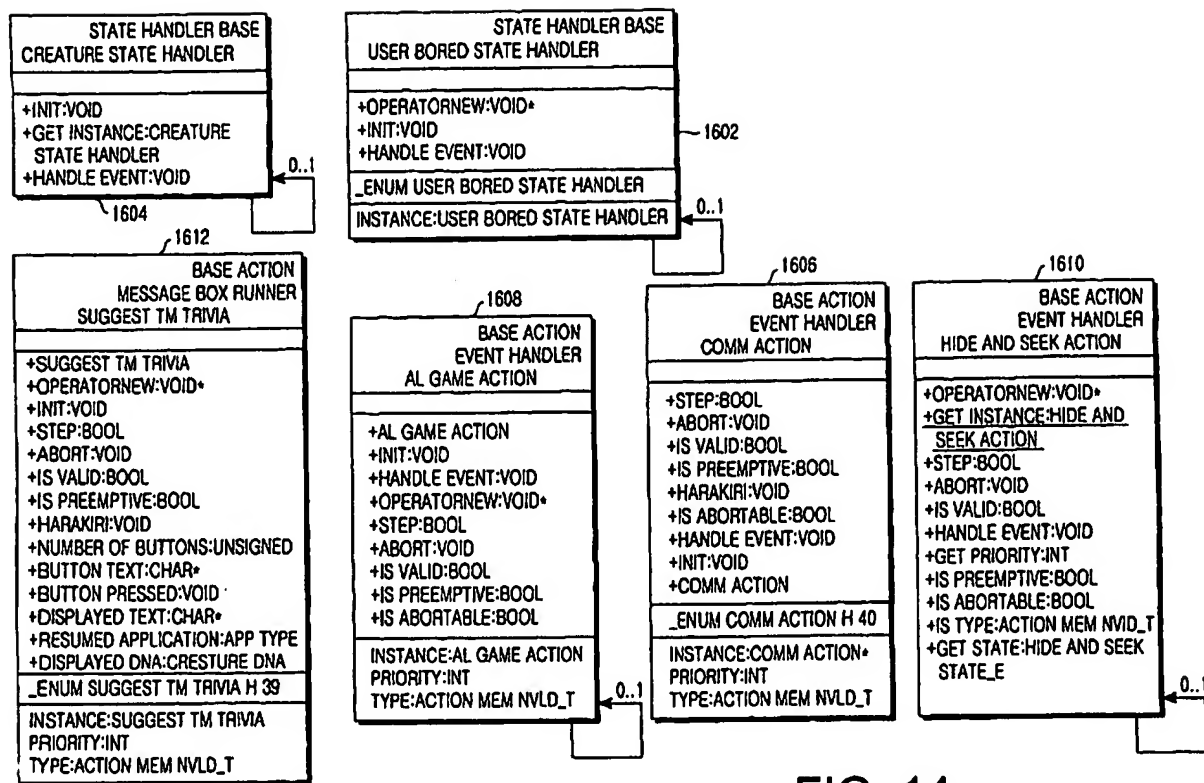 STATE HANDLER BASE
CREATURE STATE HANDLER
+INIT:VOID
+GET INSTANCE:CREATURE
STATE HANDLER
+HANDLE EVENT:VOID
0..1
1604
STATE HANDLER BASE
USER BORED STATE HANDLER
+OPERATORNEW:VOID*
+INIT:VOID
+HANDLE EVENT:VOID
_ENUM USER BORED STATE HANDLER
INSTANCE:USER BORED STATE HANDLER
1602
0..1
1612
BASE ACTION
MESSAGE BOX RUNNER
SUGGEST TM TRIVIA
+SUGGEST TM TRIVIA
+OPERATORNEW:VOID*
+INIT:VOID
+STEP:BOOL
+ABORT:VOID
+IS VALID:BOOL
+IS PREEMPTIVE:BOOL
+HARAKIRI:VOID
+NUMBER OF BUTTONS:UNSIGNED
+BUTTON TEXT:CHAR*
+BUTTON PRESSED:VOID
+DISPLAYED TEXT:CHAR*
+RESUMED APPLICATION:APP TYPE
+DISPLAYED DNA:CRESTURE DNA
_ENUM SUGGEST TM TRIVIA H 39
INSTANCE:SUGGEST TM TRIVIA
PRIORITY:INT
TYPE:ACTION MEM NVLD_T
1608
BASE ACTION
EVENT HANDLER
AL GAME ACTION
+AL GAME ACTION
+INIT:VOID
+HANDLE EVENT:VOID
+OPERATORNEW:VOID*
+STEP:BOOL
+ABORT:VOID
+IS VALID:BOOL
+IS PREEMPTIVE:BOOL
+IS ABORTABLE:BOOL
INSTANCE:AL GAME ACTION
PRIORITY:INT
TYPE:ACTION MEM NVLD_T
0..1
1606
BASE ACTION
EVENT HANDLER
COMM ACTION
+STEP:BOOL
+ABORT:VOID
+IS VALID:BOOL
+IS PREEMPTIVE:BOOL
+HARAKIRI:VOID
+IS ABORTABLE:BOOL
+HANDLE EVENT:VOID
+INIT:VOID
+COMM ACTION
_ENUM COMM ACTION H 40
INSTANCE:COMM ACTION*
PRIORITY:INT
TYPE:ACTION MEM NVLD_T
1610
BASE ACTION
EVENT HANDLER
HIDE AND SEEK ACTION
+OPERATORNEW:VOID*
+GET INSTANCE:HIDE AND
SEEK ACTION
+STEP:BOOL
+ABORT:VOID
+IS VALID:BOOL
+HANDLE EVENT:VOID
+GET PRIORITY:INT
+IS PREEMPTIVE:BOOL
+IS ABORTABLE:BOOL
+IS TYPE:ACTION MEM NVID_T
+GET STATE:HIDE AND SEEK
STATE_E
0..1